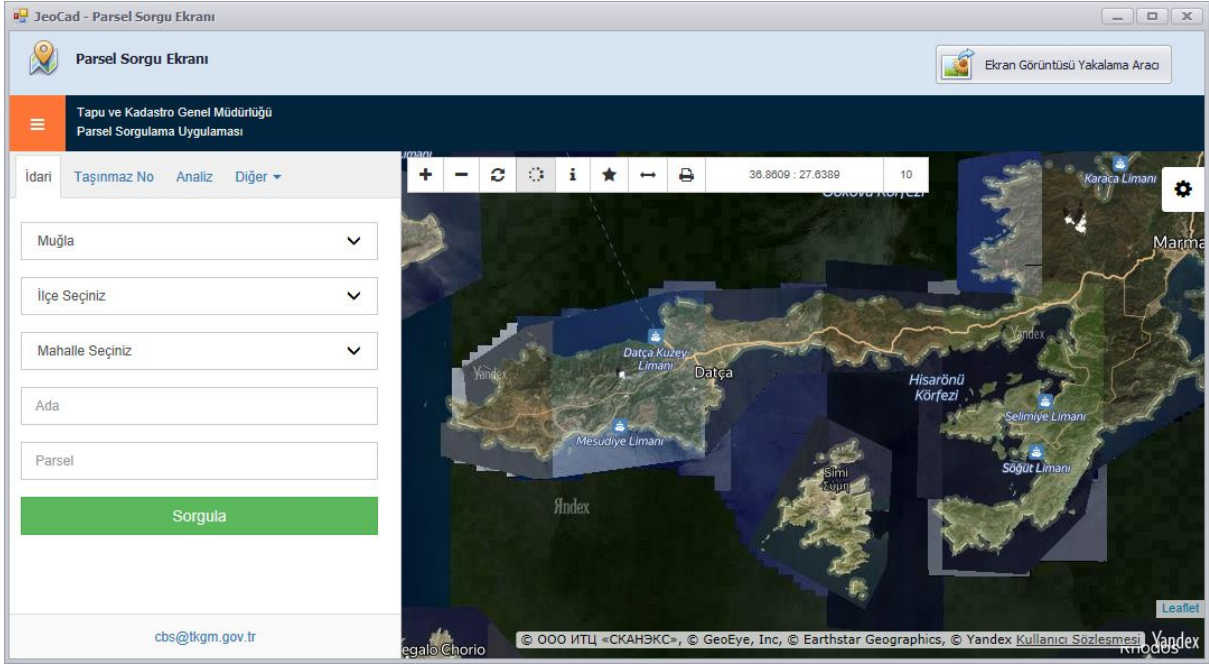 JeoCad - Parsel Sorgu Ekranı
Parsel Sorgu Ekranı
Ekran Görüntüsü Yakalama Aracı
Tapu ve Kadastro Genel Müdürlüğü
Parsel Sorgulama Uygulaması
İdari Taşınmaz No Analiz Diğer
Muğla
İlçe Seçiniz
Mahalle Seçiniz
Ada
Parsel
Sorgula
cbs@tkgm.gov.tr
36.8609 : 27.6389 10
Gökova Körfezi
Karaca Limanı
Marma
Yandex
Datça Kuzey
Limanı
Datça
Yandex
Hisarönü
Körfezi
Selimiye Limanı
Mesudiye Limanı
Söğüt Limanı
Simi
Σύμη
Яndex
Leaflet
© ООО ИТЦ «СКАНЭКС», © GeoEye, Inc, © Earthstar Geographics, © Yandex Kullanıcı Sözleşmesi Yandex
egalo Chorio
Rhodos